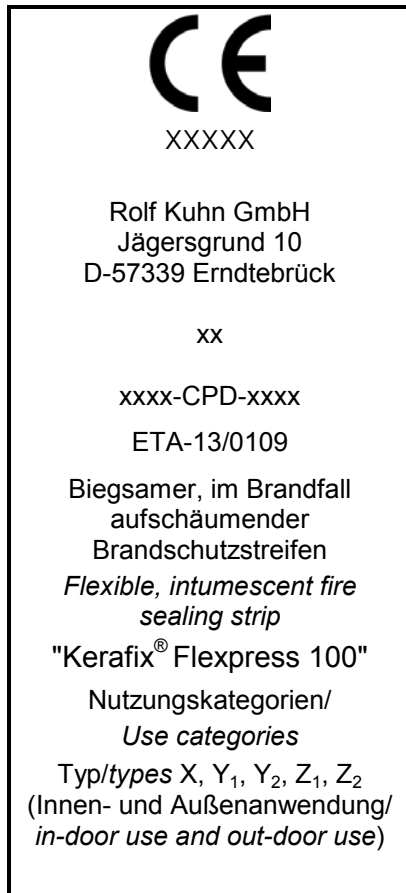 CE
XXXXX
Rolf Kuhn GmbH
Jägersgrund 10
D-57339 Erndtebrück
xx
xxxx-CPD-xxxx
ETA-13/0109
Biegsamer, im Brandfall
aufschäumender
Brandschutzstreifen
Flexible, intumescent fire
sealing strip
"Kerafix® Flexpress 100"
Nutzungskategorien/
Use categories
Typ/types X, Y₁, Y₂, Z₁, Z₂
(Innen- und Außenanwendung/
in-door use and out-door use)